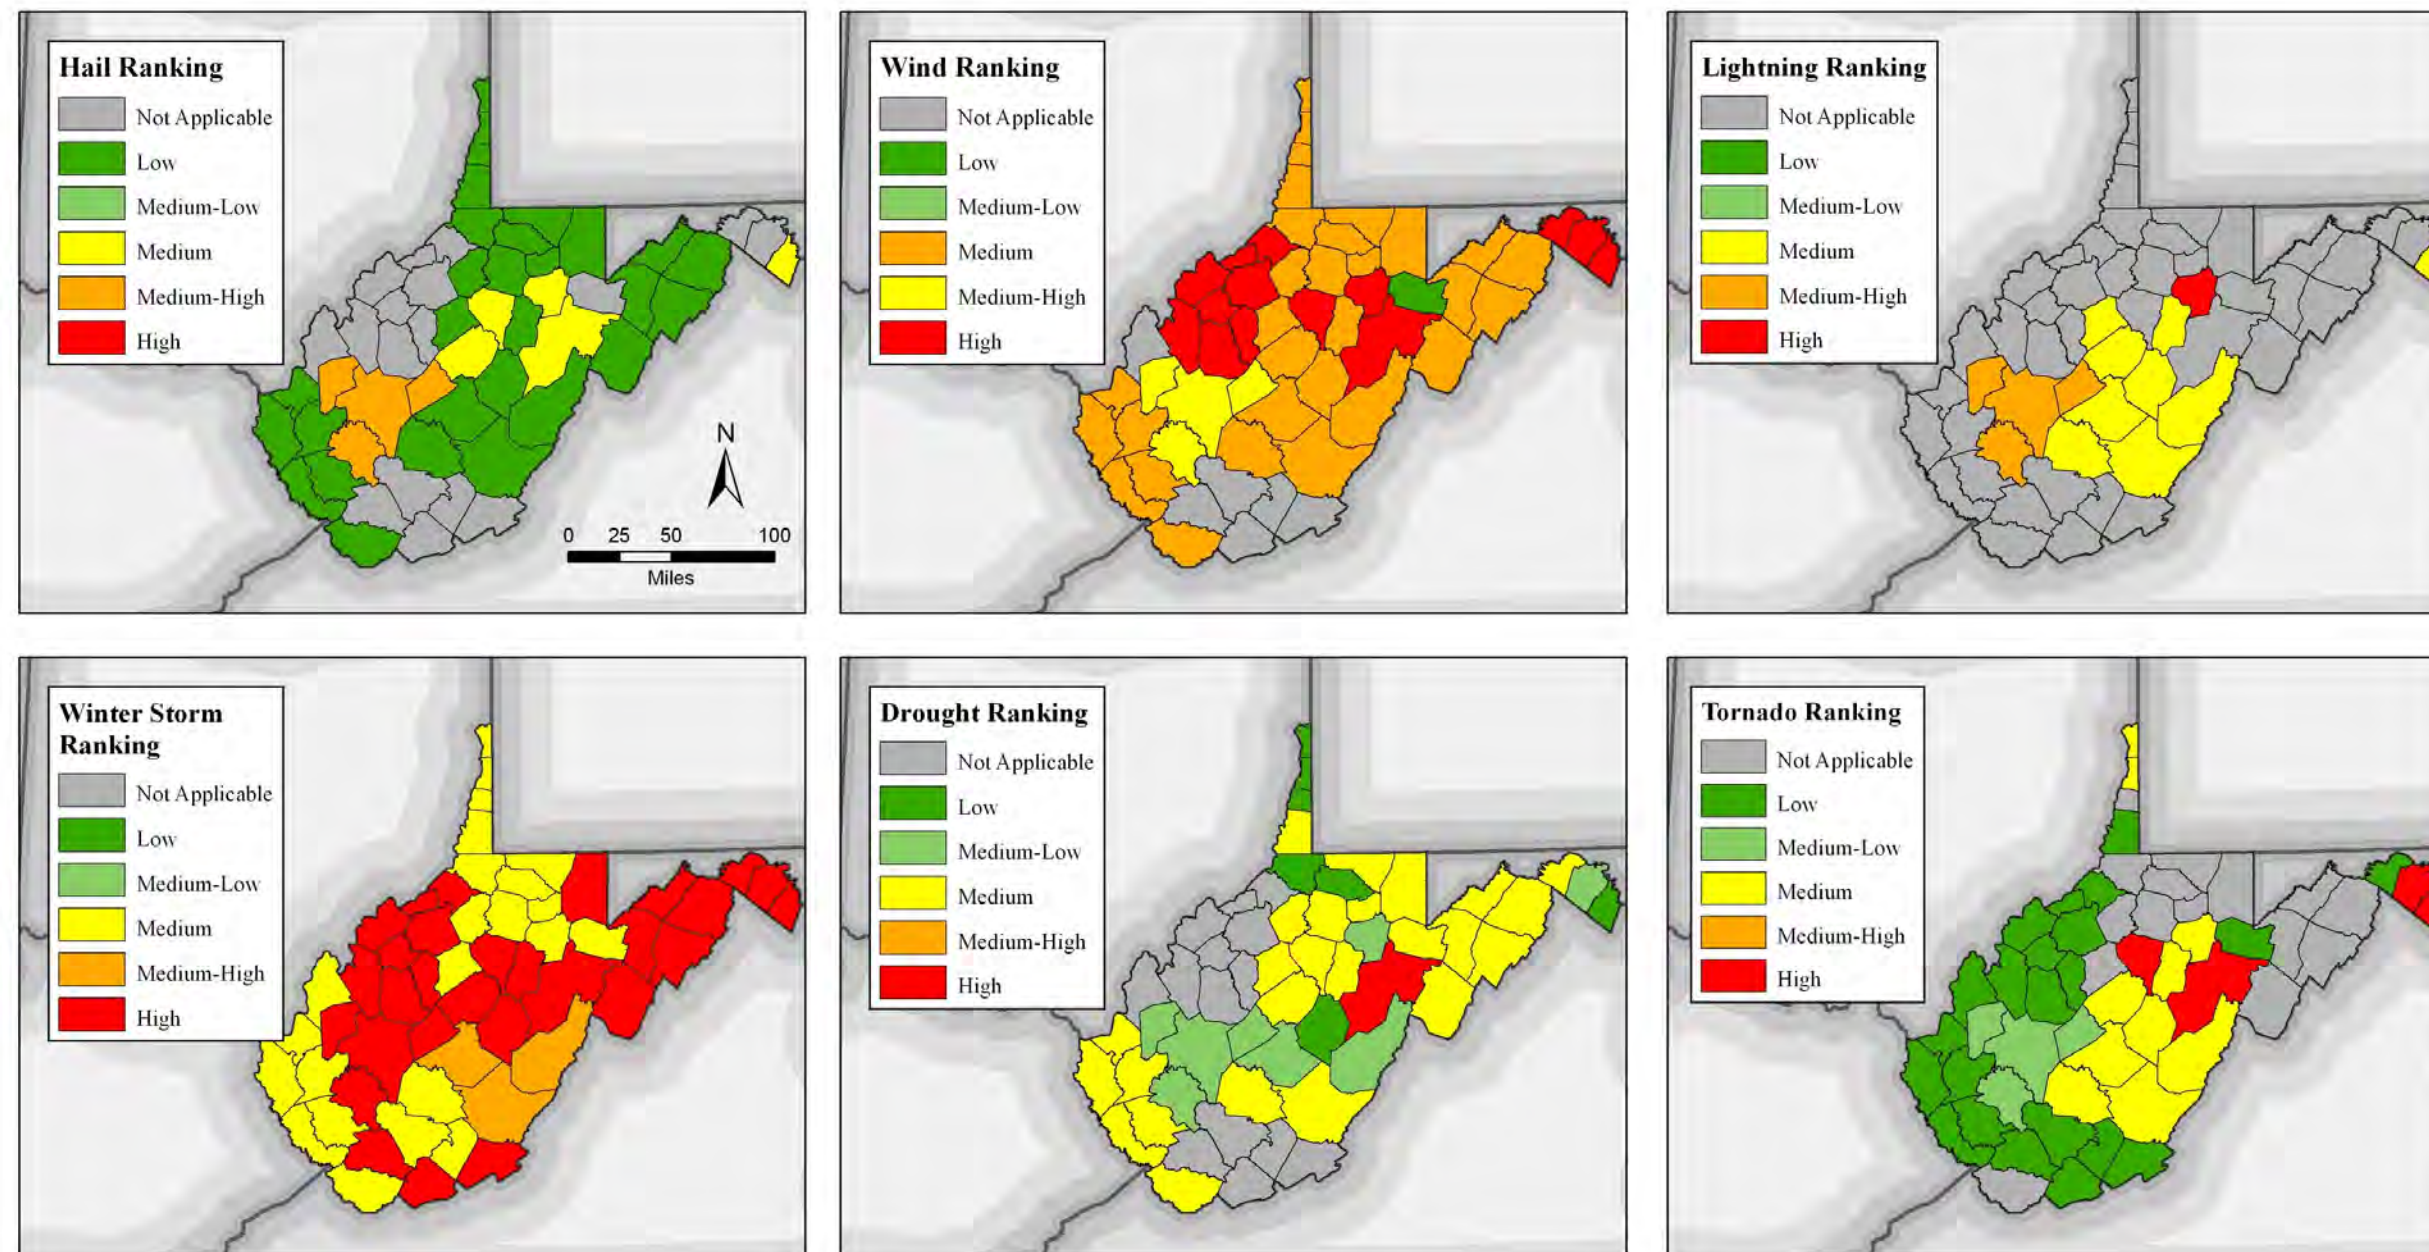 Hail Ranking
Not Applicable
Low
Medium-Low
Medium
Medium-High
High
N
0 25 50 100
Miles
Wind Ranking
Not Applicable
Low
Medium-Low
Medium
Medium-High
High
Lightning Ranking
Not Applicable
Low
Medium-Low
Medium
Medium-High
High
Winter Storm
Ranking
Not Applicable
Low
Medium-Low
Medium
Medium-High
High
Drought Ranking
Not Applicable
Low
Medium-Low
Medium
Medium-High
High
Tornado Ranking
Not Applicable
Low
Medium-Low
Medium
Medium-High
High